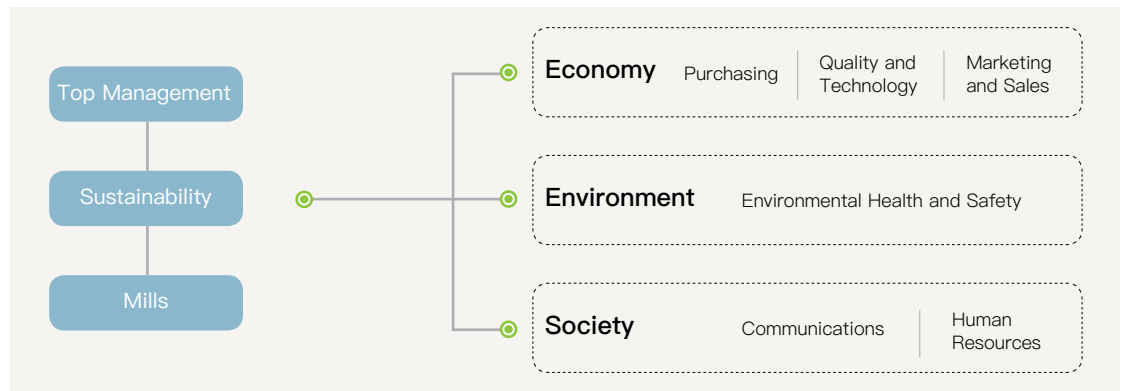 Top Management
Sustainability
Mills
Economy
Purchasing
Quality and
Technology
Marketing
and Sales
Environment
Environmental Health and Safety
Society
Communications
Human
Resources